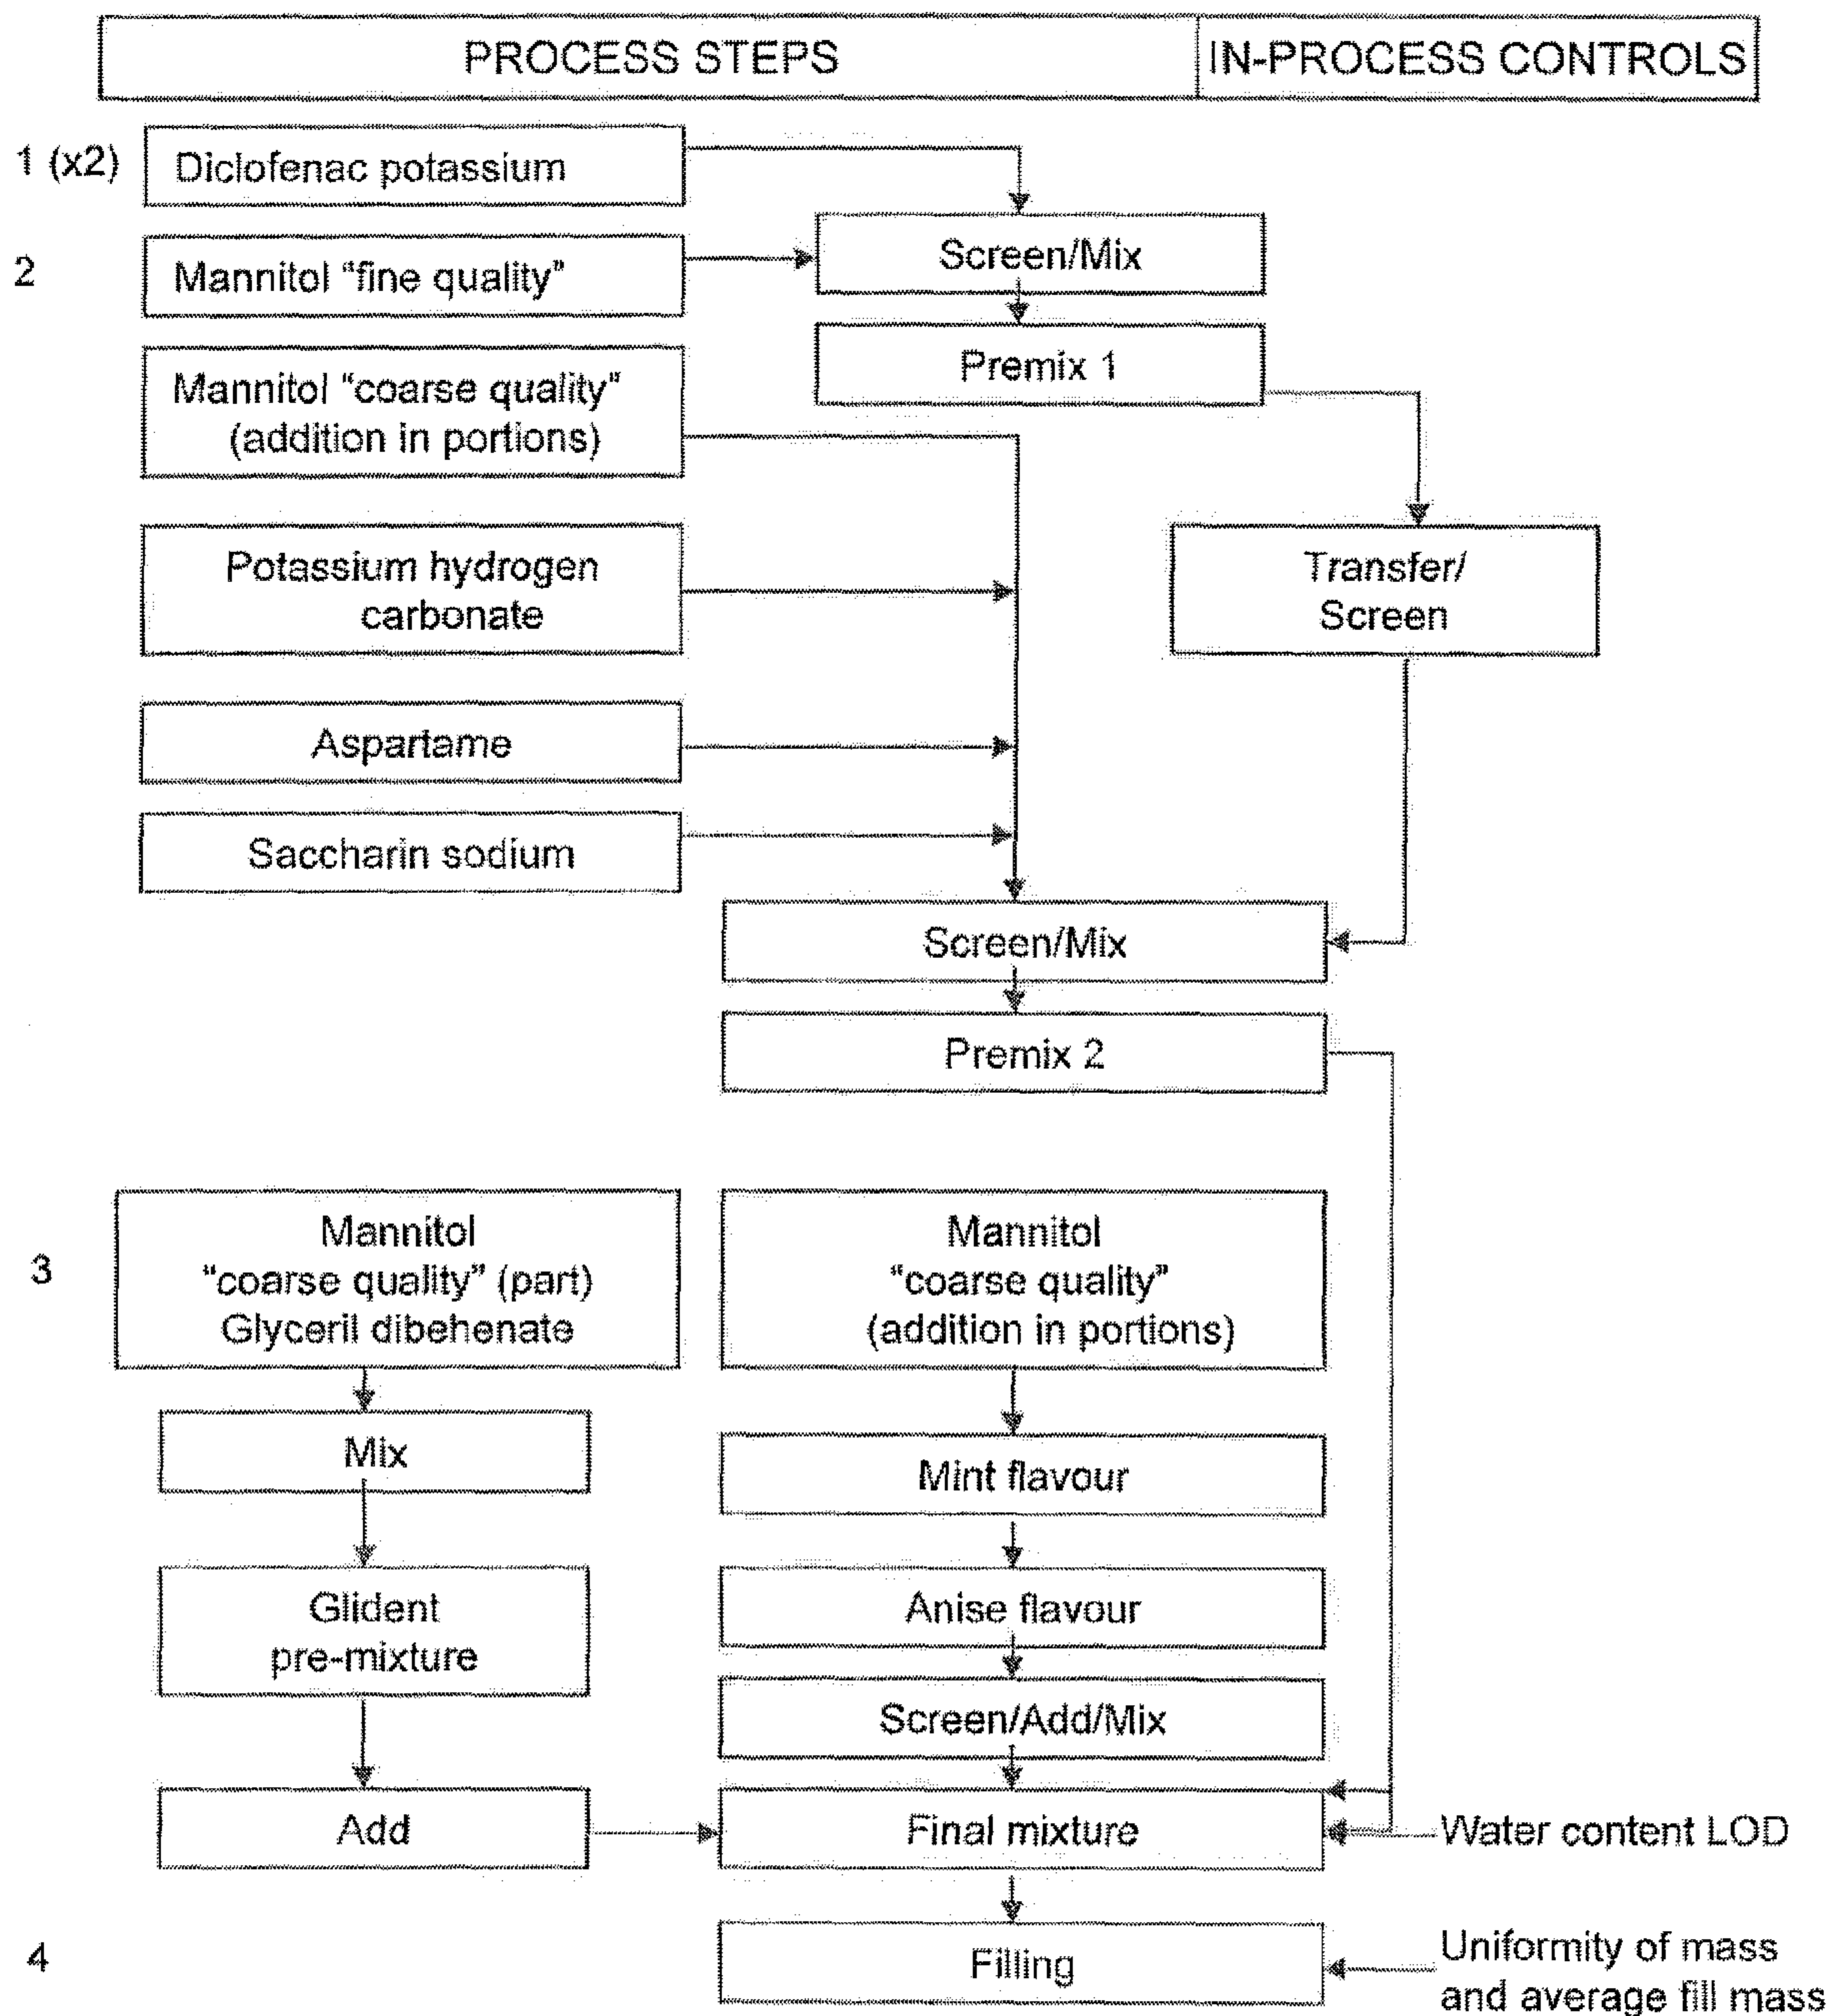 PROCESS STEPS
IN-PROCESS CONTROLS
1 (x2)
Diclofenac potassium
2
Mannitol "fine quality"
Screen/Mix
Premix 1
Mannitol "coarse quality"
(addition in portions)
Potassium hydrogen
carbonate
Transfer/
Screen
Aspartame
Saccharin sodium
Screen/Mix
Premix 2
3
Mannitol
"coarse quality" (part)
Glyceril dibehenate
Mannitol
"coarse quality"
(addition in portions)
Mix
Mint flavour
Glident
pre-mixture
Anise flavour
Screen/Add/Mix
Add
Final mixture
Water content LOD
4
Filling
Uniformity of mass
and average fill mass